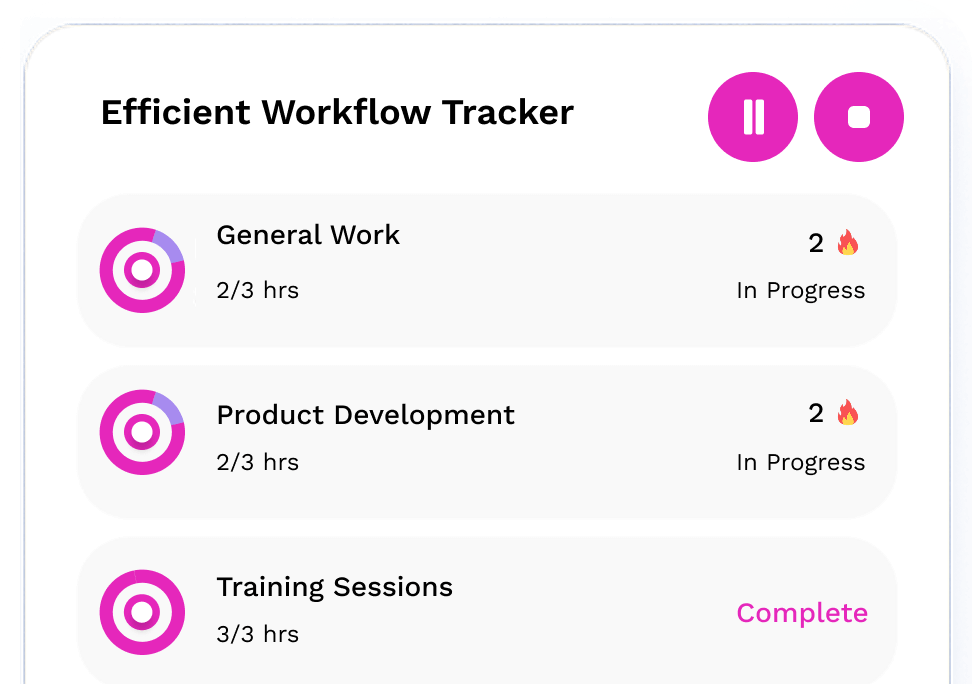 Efficient Workflow Tracker
General Work
2 🔥
2/3 hrs
In Progress
Product Development
2 🔥
2/3 hrs
In Progress
Training Sessions
Complete
3/3 hrs